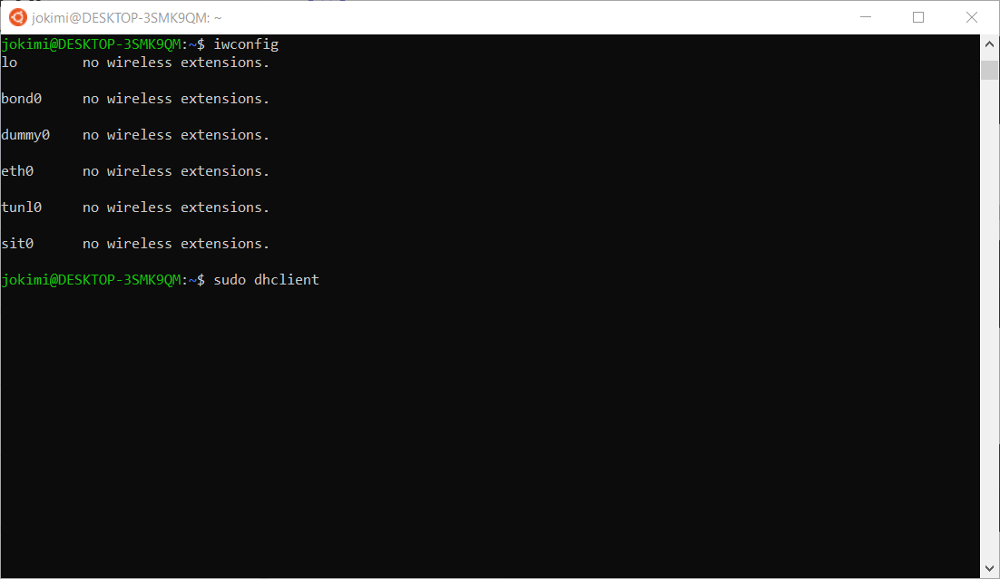 jokimi@DESKTOP-3SMK9QM: ~
jokimi@DESKTOP-3SMK9QM:~$ iwconfig
lo        no wireless extensions.
bond0     no wireless extensions.
dummy0    no wireless extensions.
eth0      no wireless extensions.
tunl0     no wireless extensions.
sit0      no wireless extensions.
jokimi@DESKTOP-3SMK9QM:~$ sudo dhclient